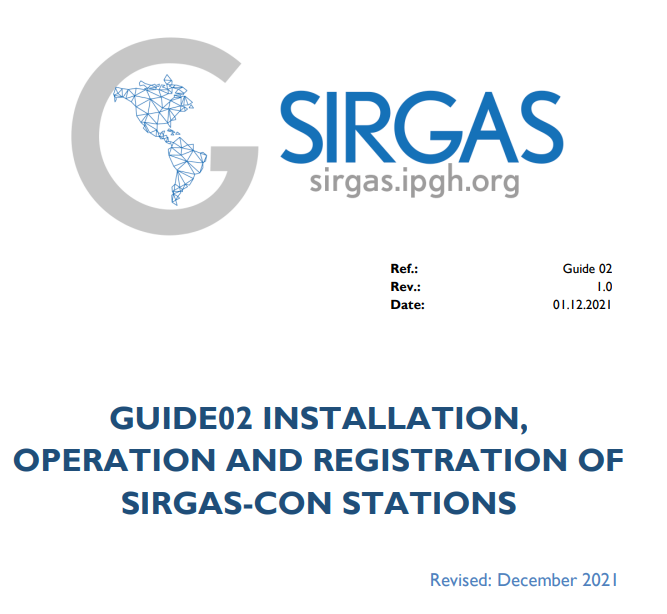 SIRGAS
sirgas.ipgh.org
Ref.: Guide 02
Rev.: 1.0
Date: 01.12.2021
GUIDE02 INSTALLATION,
OPERATION AND REGISTRATION OF
SIRGAS-CON STATIONS
Revised: December 2021